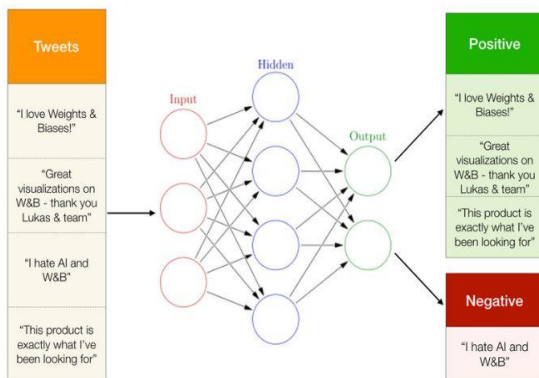 Tweets
"I love Weights &
Biases!"
"Great
visualizations on
W&B - thank you
Lukas & team"
"I hate AI and
W&B"
"This product is
exactly what I've
been looking for"
Input
Hidden
Output
Positive
"I love Weights &
Biases!"
"Great
visualizations on
W&B - thank you
Lukas & team"
"This product is
exactly what I've
been looking for"
Negative
"I hate AI and
W&B"